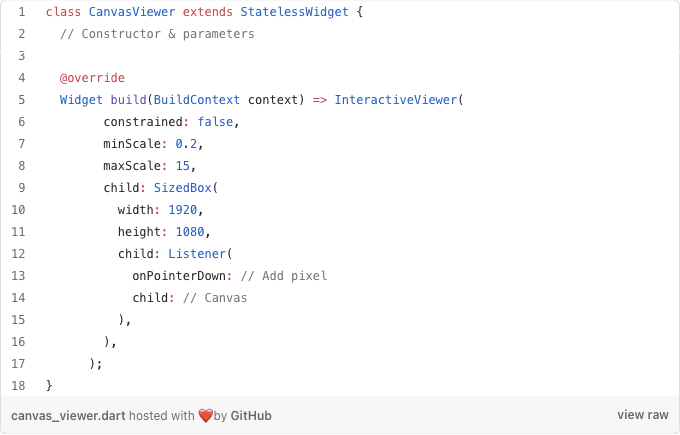 1 class CanvasViewer extends StatelessWidget {
2   // Constructor & parameters
3
4   @override
5   Widget build(BuildContext context) => InteractiveViewer(
6         constrained: false,
7         minScale: 0.2,
8         maxScale: 15,
9         child: SizedBox(
10           width: 1920,
11           height: 1080,
12           child: Listener(
13             onPointerDown: // Add pixel
14             child: // Canvas
15           ),
16         ),
17       );
18 }
canvas_viewer.dart hosted with ❤️by GitHub view raw